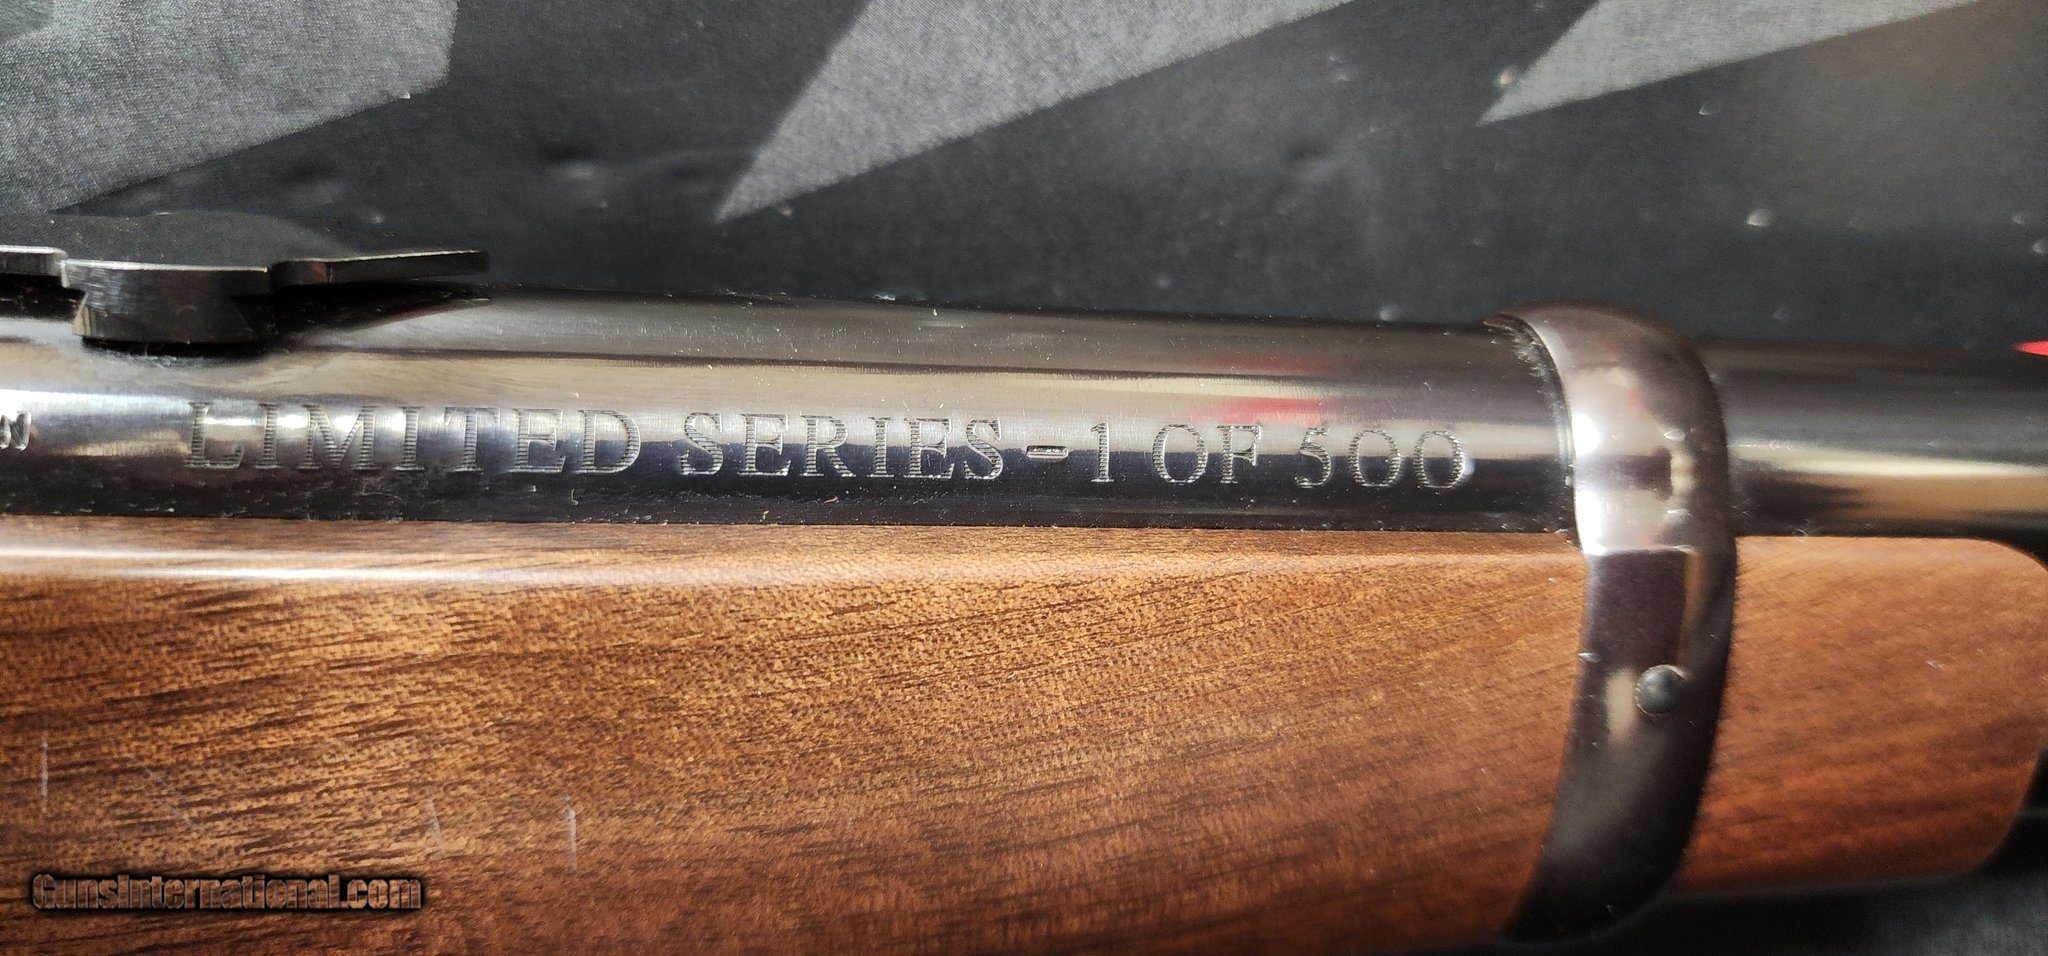 LIMITED SERIES-1 OF 500
GunsInternational.com